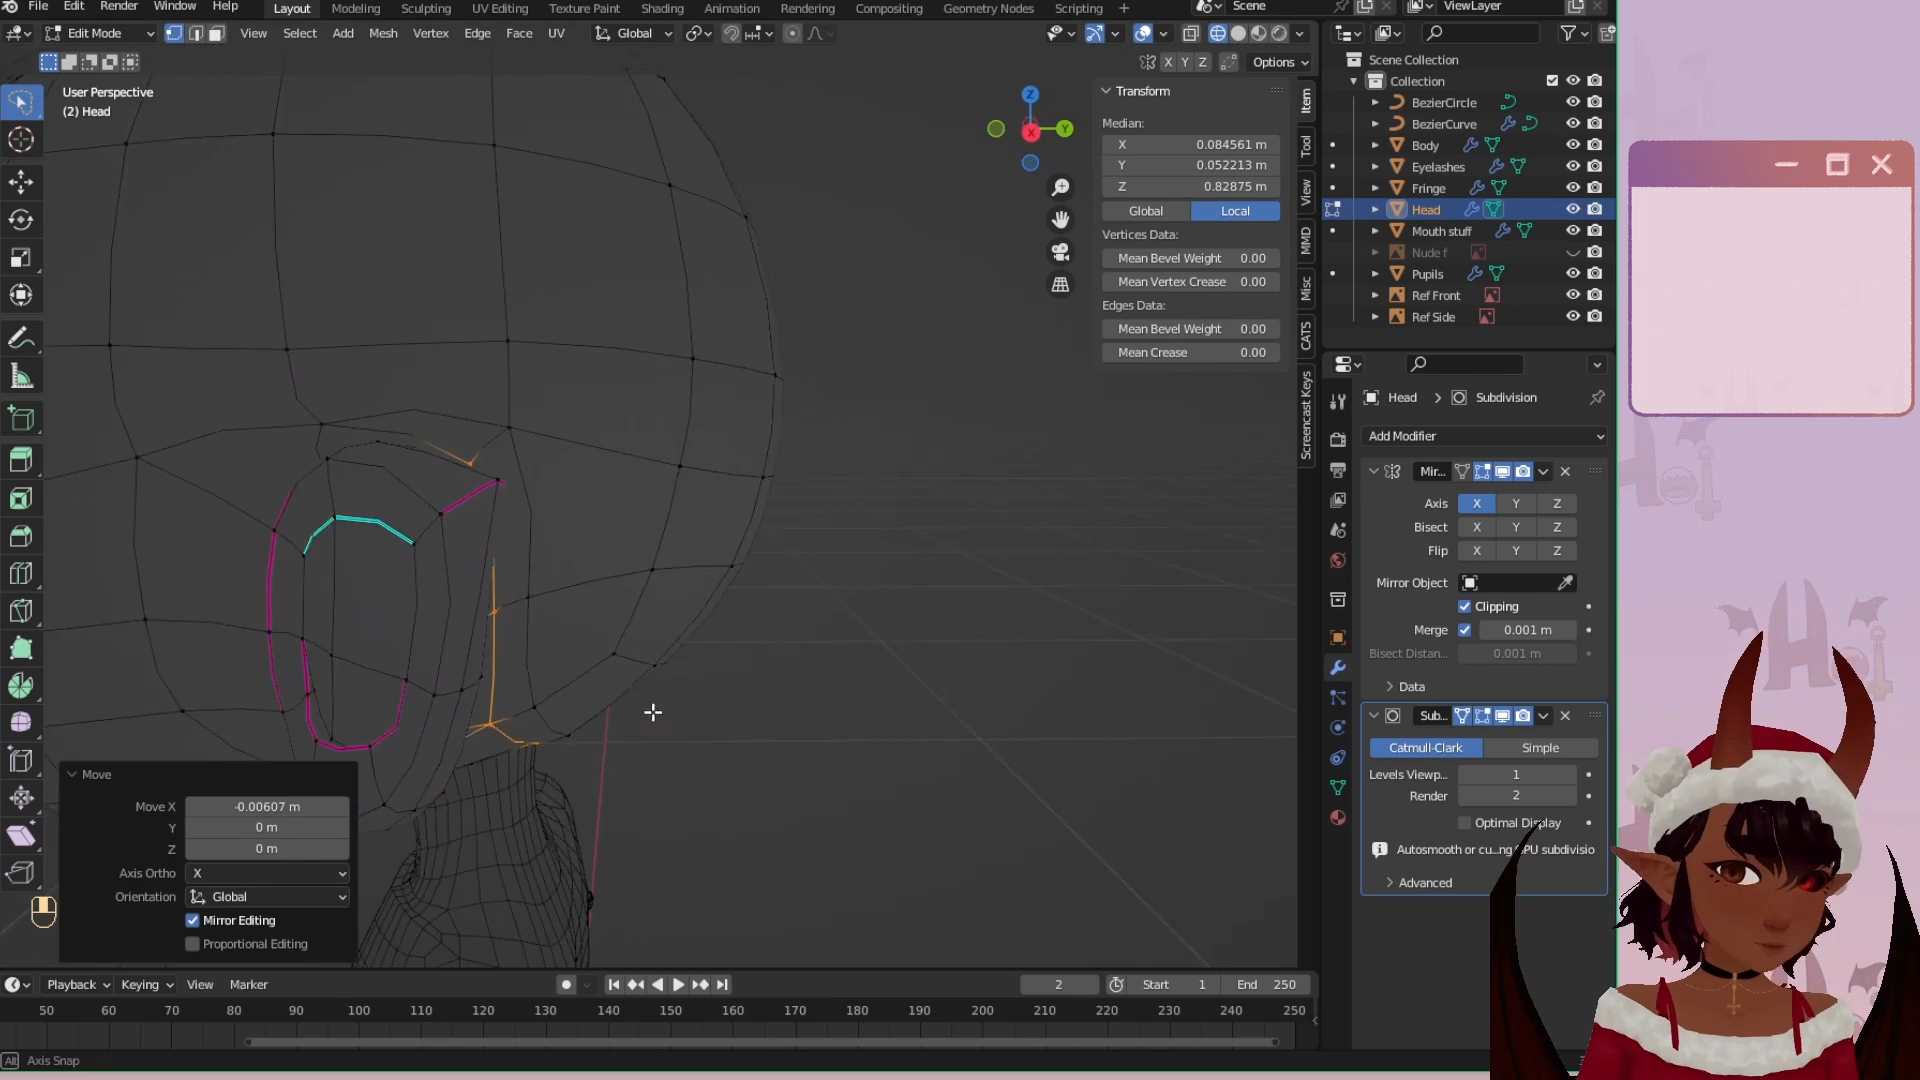 File Edit Render Window Help Layout Modeling Sculpting UV Editing Texture Paint Shading Animation Rendering Compositing Geometry Nodes Scripting + Scene ViewLayer
Edit Mode View Select Add Mesh Vertex Edge Face UV Global
X Y Z Options
User Perspective
(2) Head
Z
Y
X
Transform
Median:
X 0.084561 m
Y 0.052213 m
Z 0.82875 m
Global Local
Vertices Data:
Mean Bevel Weight 0.00
Mean Vertex Crease 0.00
Edges Data:
Mean Bevel Weight 0.00
Mean Crease 0.00
Item
Tool
View
MMD
Misc
CATS
Screencast Keys
Scene Collection
Collection
BezierCircle
BezierCurve
Body
Eyelashes
Fringe
Head
Mouth stuff
Nude f
Pupils
Ref Front
Ref Side
Head > Subdivision
Add Modifier
Mir...
Axis X Y Z
Bisect X Y Z
Flip X Y Z
Mirror Object
Clipping
Merge 0.001 m
Bisect Distan... 0.001 m
Data
Sub...
Catmull-Clark Simple
Levels Viewp... 1
Render 2
Optimal Display
Autosmooth or cu...ng GPU subdivisio
Advanced
Move
Move X -0.00607 m
Y 0 m
Z 0 m
Axis Ortho X
Orientation Global
Mirror Editing
Proportional Editing
Playback Keying View Marker 2 Start 1 End 250
50 60 70 80 90 100 110 120 130 140 150 160 170 180 190 200 210 220 230 240 250
Alt Axis Snap